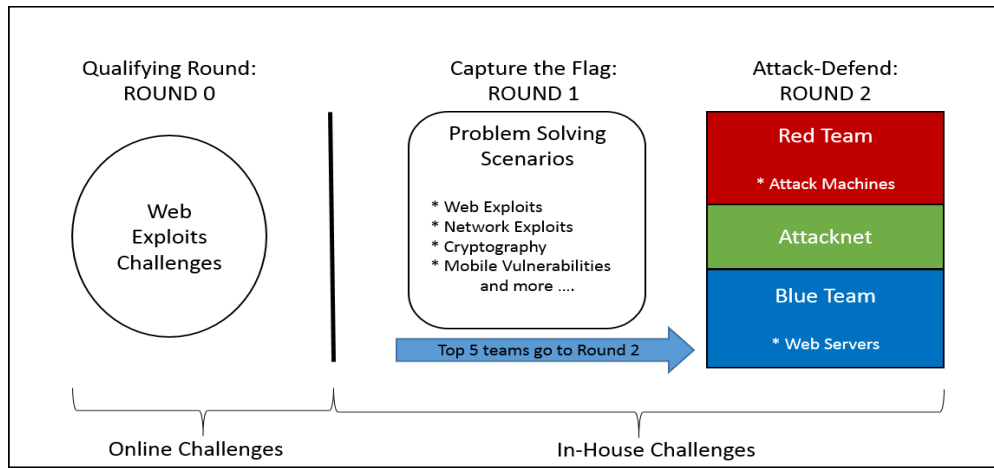 Qualifying Round:
ROUND 0
Web
Exploits
Challenges
Capture the Flag:
ROUND 1
Problem Solving
Scenarios
* Web Exploits
* Network Exploits
* Cryptography
* Mobile Vulnerabilities
and more ....
Top 5 teams go to Round 2
Attack-Defend:
ROUND 2
Red Team
* Attack Machines
Attacknet
Blue Team
* Web Servers
Online Challenges
In-House Challenges